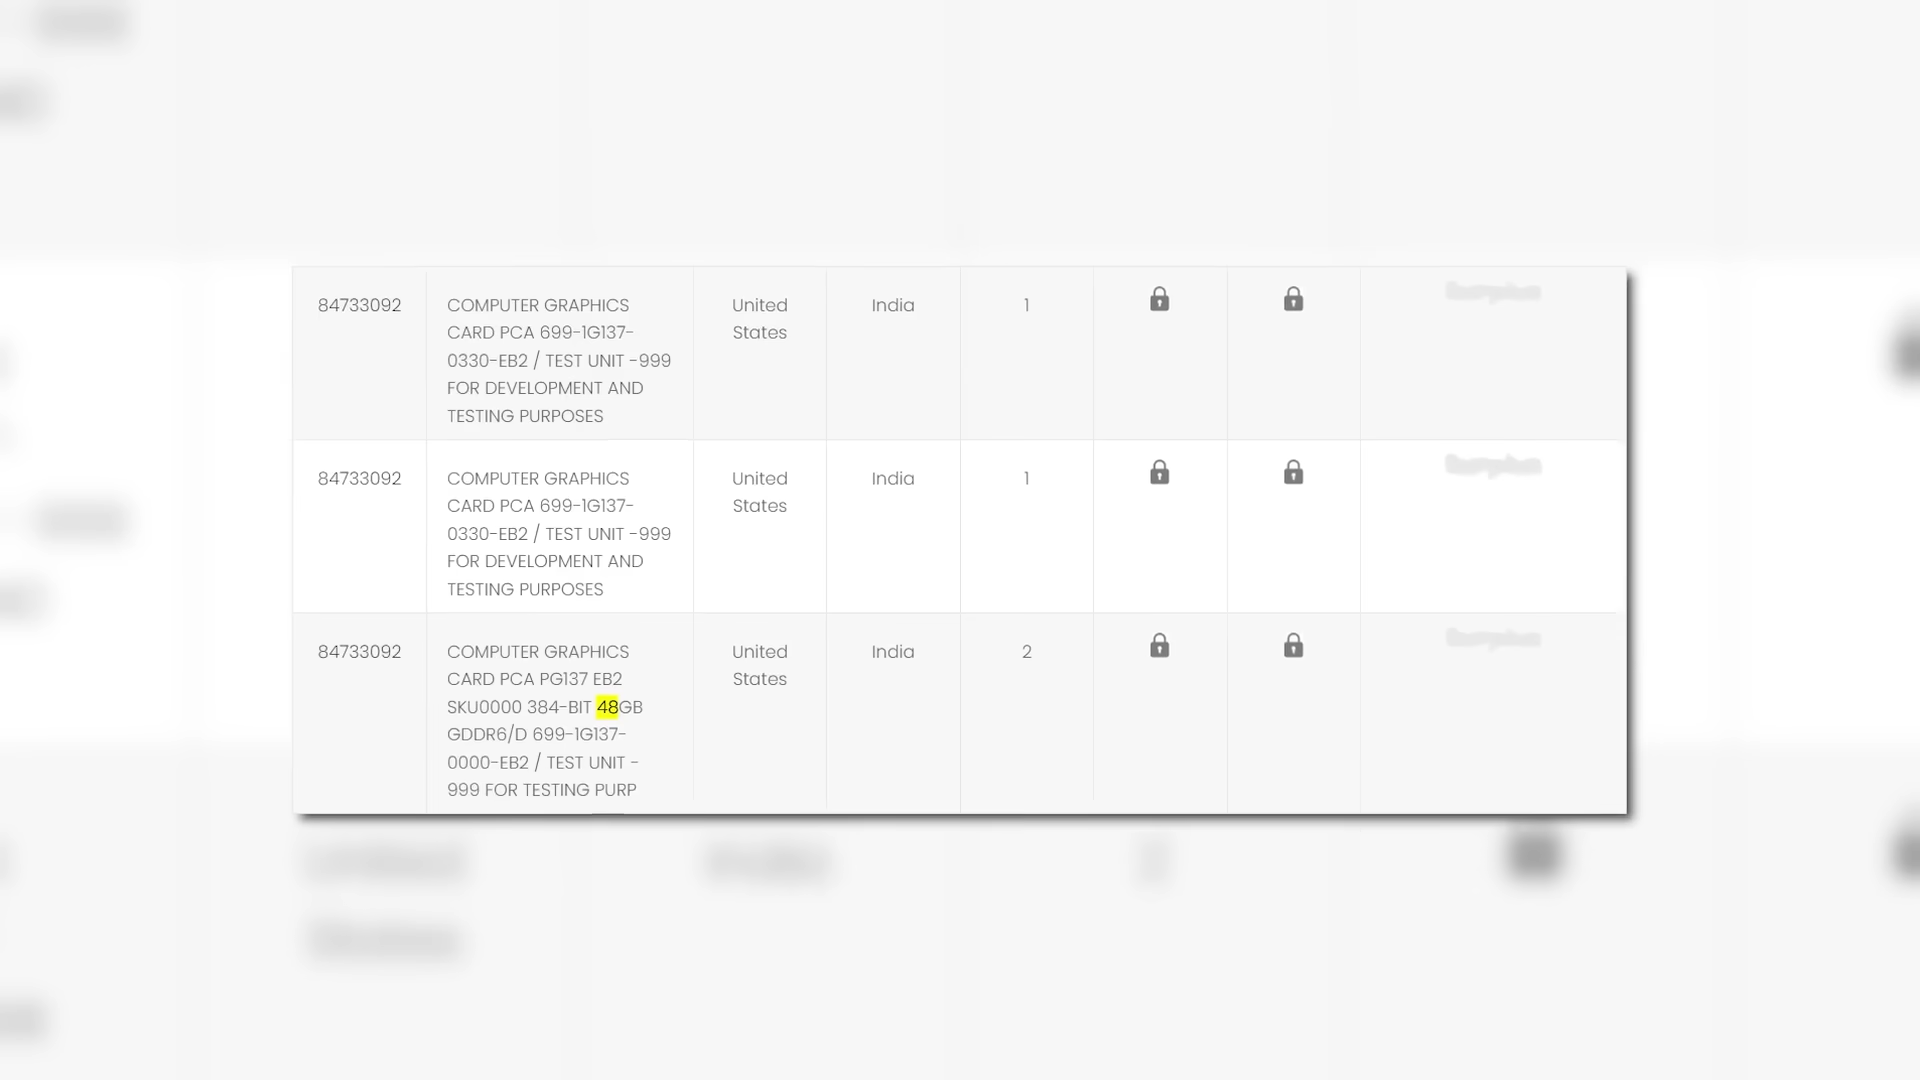 84733092
COMPUTER GRAPHICS
CARD PCA 699-1G137-
0330-EB2 / TEST UNIT -999
FOR DEVELOPMENT AND
TESTING PURPOSES
United
States
India
1
84733092
COMPUTER GRAPHICS
CARD PCA 699-1G137-
0330-EB2 / TEST UNIT -999
FOR DEVELOPMENT AND
TESTING PURPOSES
United
States
India
1
84733092
COMPUTER GRAPHICS
CARD PCA PG137 EB2
SKU0000 384-BIT 48GB
GDDR6/D 699-1G137-
0000-EB2 / TEST UNIT -
999 FOR TESTING PURP
United
States
India
2